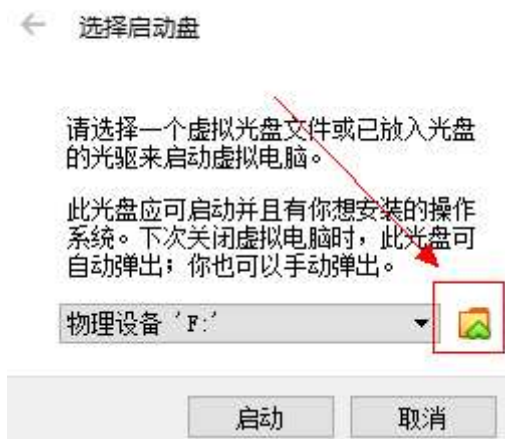 选择启动盘
请选择一个虚拟光盘文件或已放入光盘
的光驱来启动虚拟电脑。
此光盘应可启动并且有你想安装的操作
系统。下次关闭虚拟电脑时，此光盘可
自动弹出；你也可以手动弹出。
物理设备 'F:'
启动 取消